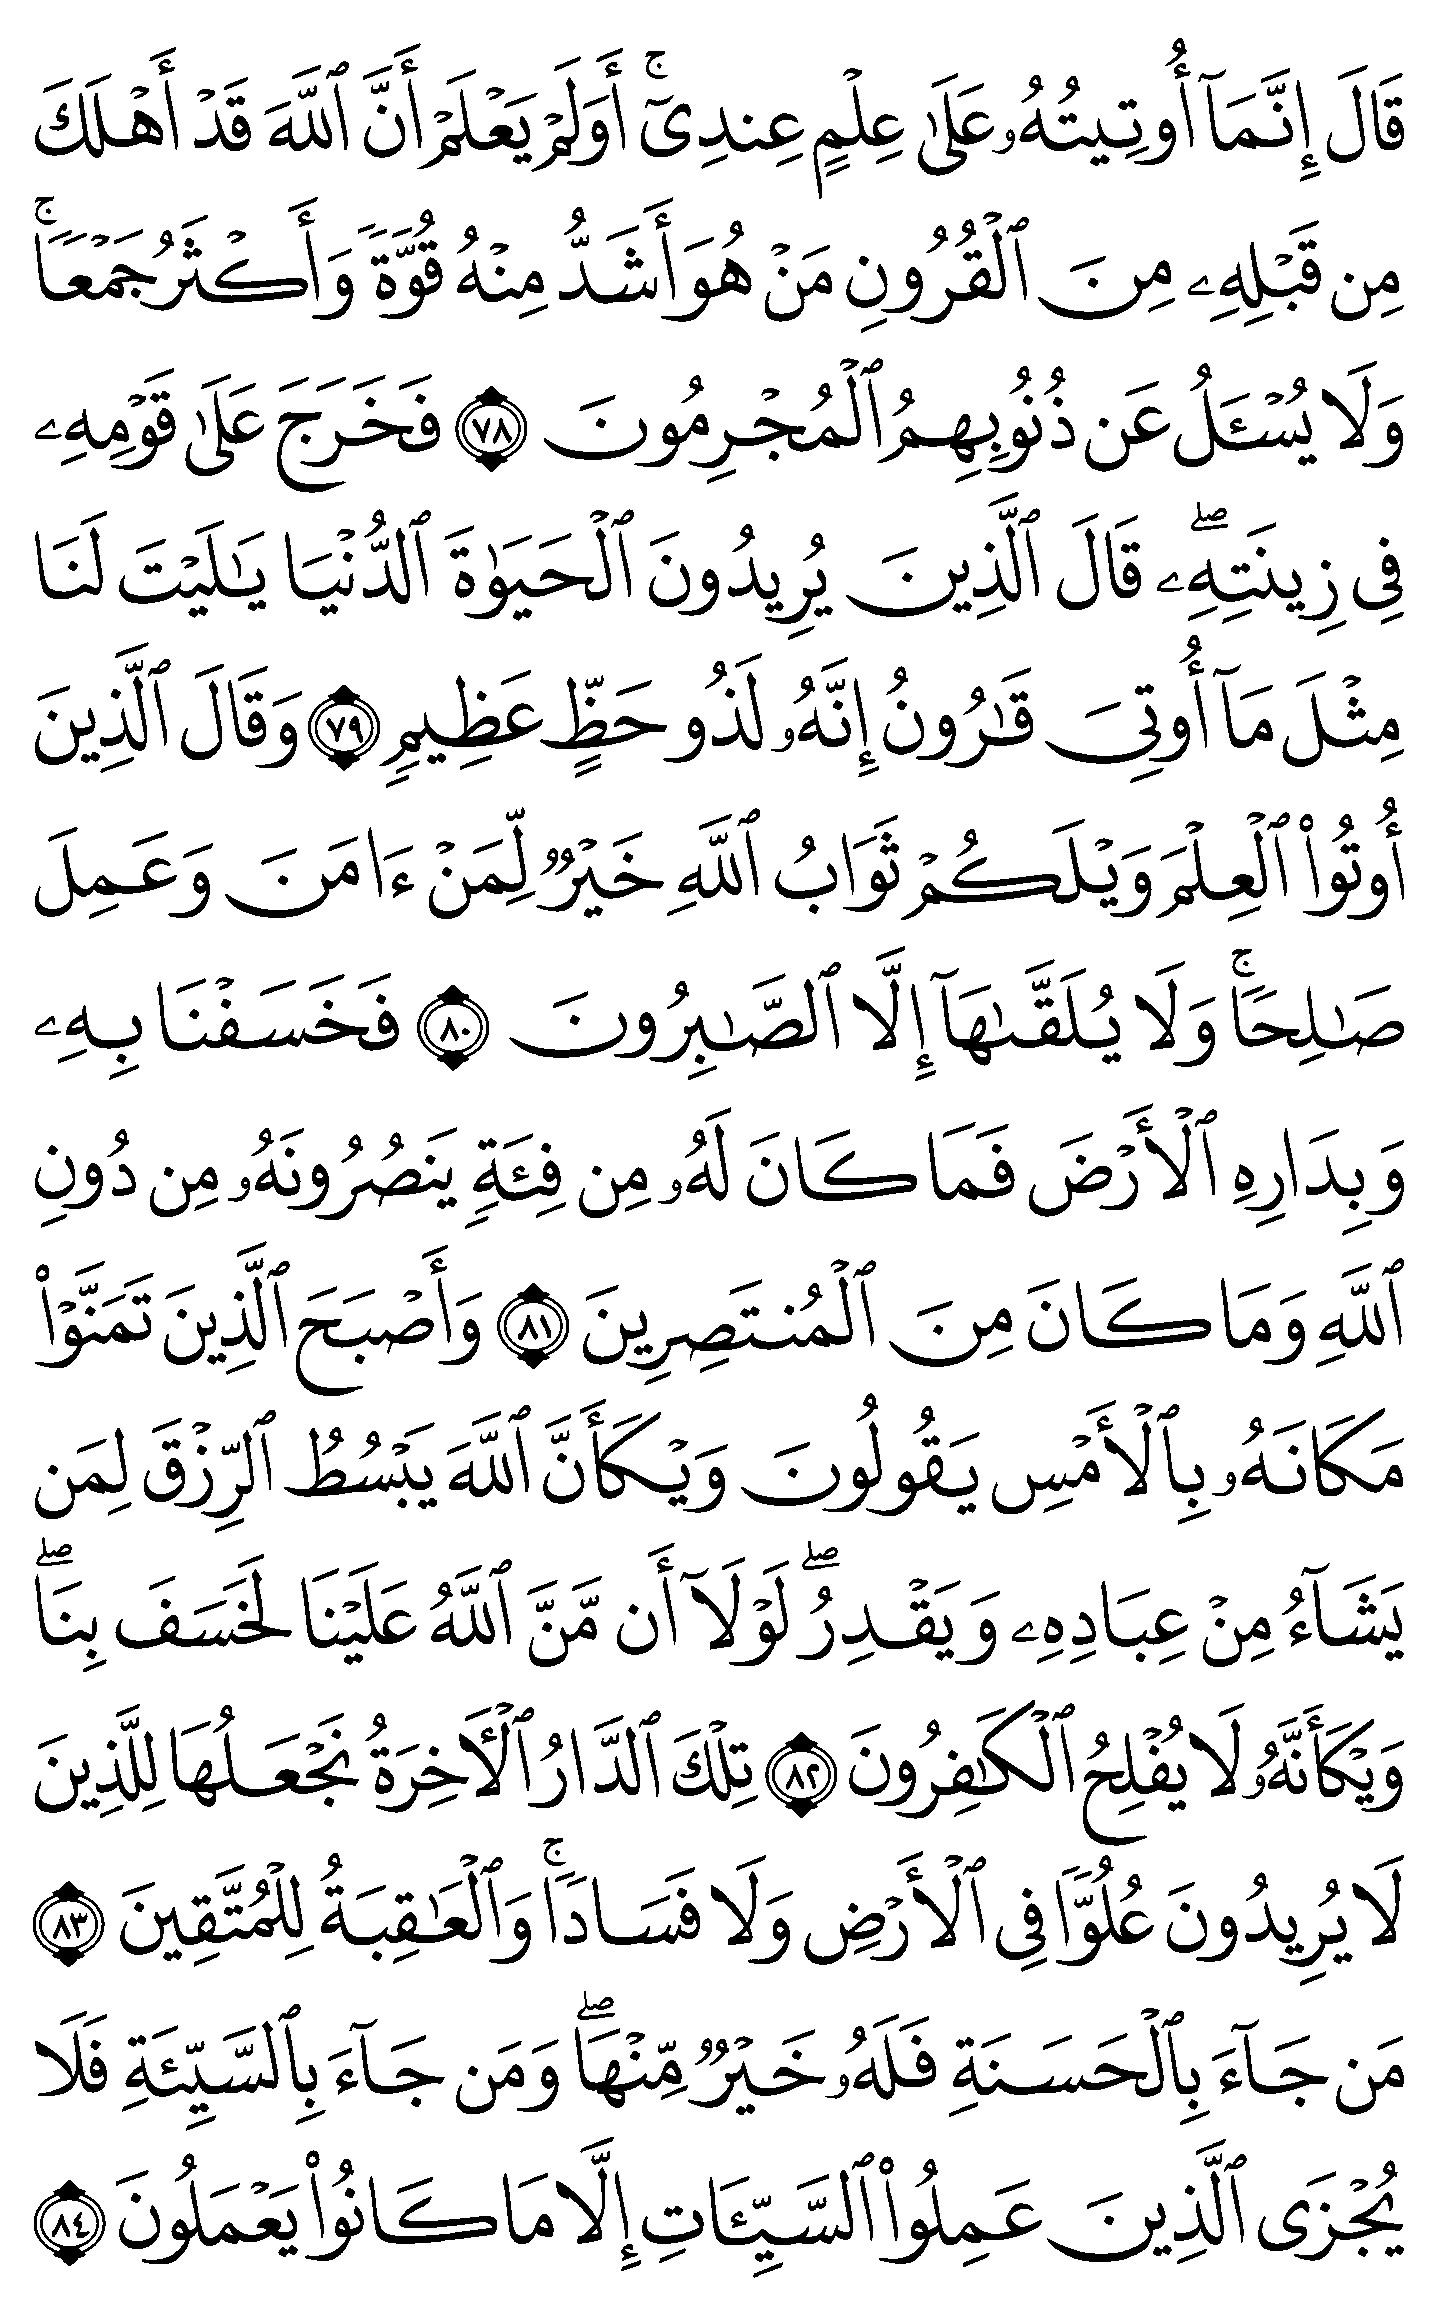 قَالَ إِنَّمَآ أُوتِيتُهُۥ عَلَىٰ عِلْمٍ عِندِىٓ ۚ أَوَلَمْ يَعْلَمْ أَنَّ ٱللَّهَ قَدْ أَهْلَكَ
مِن قَبْلِهِۦ مِنَ ٱلْقُرُونِ مَنْ هُوَ أَشَدُّ مِنْهُ قُوَّةً وَأَكْثَرُ جَمْعًا ۚ
وَلَا يُسْـَٔلُ عَن ذُنُوبِهِمُ ٱلْمُجْرِمُونَ ٧٨ فَخَرَجَ عَلَىٰ قَوْمِهِۦ
فِى زِينَتِهِۦ ۖ قَالَ ٱلَّذِينَ يُرِيدُونَ ٱلْحَيَوٰةَ ٱلدُّنْيَا يَـٰلَيْتَ لَنَا
مِثْلَ مَآ أُوتِىَ قَـٰرُونُ إِنَّهُۥ لَذُو حَظٍّ عَظِيمٍ ٧٩ وَقَالَ ٱلَّذِينَ
أُوتُوا۟ ٱلْعِلْمَ وَيْلَكُمْ ثَوَابُ ٱللَّهِ خَيْرٌ لِّمَنْ ءَامَنَ وَعَمِلَ
صَـٰلِحًا ۚ وَلَا يُلَقَّىٰهَآ إِلَّا ٱلصَّـٰبِرُونَ ٨٠ فَخَسَفْنَا بِهِۦ
وَبِدَارِهِ ٱلْأَرْضَ فَمَا كَانَ لَهُۥ مِن فِئَةٍ يَنصُرُونَهُۥ مِن دُونِ
ٱللَّهِ وَمَا كَانَ مِنَ ٱلْمُنتَصِرِينَ ٨١ وَأَصْبَحَ ٱلَّذِينَ تَمَنَّوْا۟
مَكَانَهُۥ بِٱلْأَمْسِ يَقُولُونَ وَيْكَأَنَّ ٱللَّهَ يَبْسُطُ ٱلرِّزْقَ لِمَن
يَشَآءُ مِنْ عِبَادِهِۦ وَيَقْدِرُ ۖ لَوْلَآ أَن مَّنَّ ٱللَّهُ عَلَيْنَا لَخَسَفَ بِنَا ۖ
وَيْكَأَنَّهُۥ لَا يُفْلِحُ ٱلْكَـٰفِرُونَ ٨٢ تِلْكَ ٱلدَّارُ ٱلْـَٔاخِرَةُ نَجْعَلُهَا لِلَّذِينَ
لَا يُرِيدُونَ عُلُوًّا فِى ٱلْأَرْضِ وَلَا فَسَادًا ۚ وَٱلْعَـٰقِبَةُ لِلْمُتَّقِينَ ٨٣
مَن جَآءَ بِٱلْحَسَنَةِ فَلَهُۥ خَيْرٌ مِّنْهَا ۖ وَمَن جَآءَ بِٱلسَّيِّئَةِ فَلَا
يُجْزَى ٱلَّذِينَ عَمِلُوا۟ ٱلسَّيِّـَٔاتِ إِلَّا مَا كَانُوا۟ يَعْمَلُونَ ٨٤